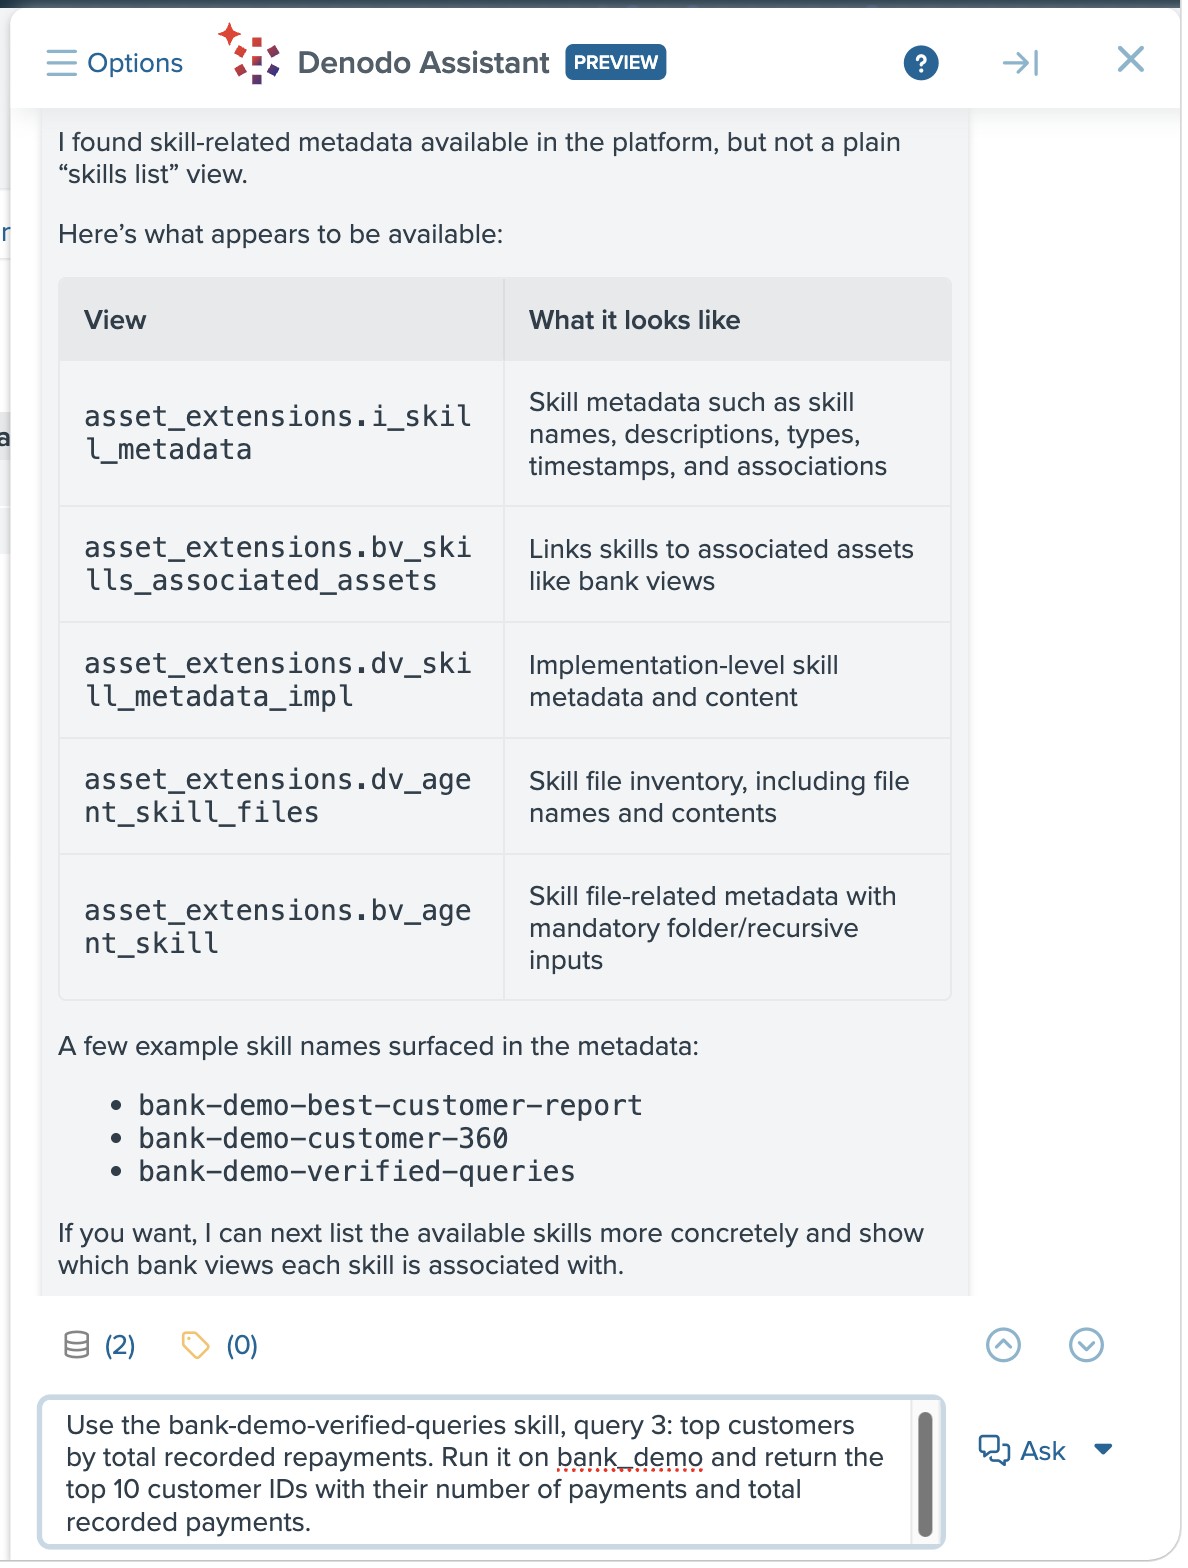 Options
Denodo Assistant
PREVIEW
?
I found skill-related metadata available in the platform, but not a plain
“skills list” view.
Here’s what appears to be available:
View
What it looks like
asset_extensions.i_skil
l_metadata
Skill metadata such as skill
names, descriptions, types,
timestamps, and associations
asset_extensions.bv_ski
lls_associated_assets
Links skills to associated assets
like bank views
asset_extensions.dv_ski
ll_metadata_impl
Implementation-level skill
metadata and content
asset_extensions.dv_age
nt_skill_files
Skill file inventory, including file
names and contents
asset_extensions.bv_age
nt_skill
Skill file-related metadata with
mandatory folder/recursive
inputs
A few example skill names surfaced in the metadata:
• bank-demo-best-customer-report
• bank-demo-customer-360
• bank-demo-verified-queries
If you want, I can next list the available skills more concretely and show
which bank views each skill is associated with.
(2)
(0)
Use the bank-demo-verified-queries skill, query 3: top customers
by total recorded repayments. Run it on bank_demo and return the
top 10 customer IDs with their number of payments and total
recorded payments.
Ask